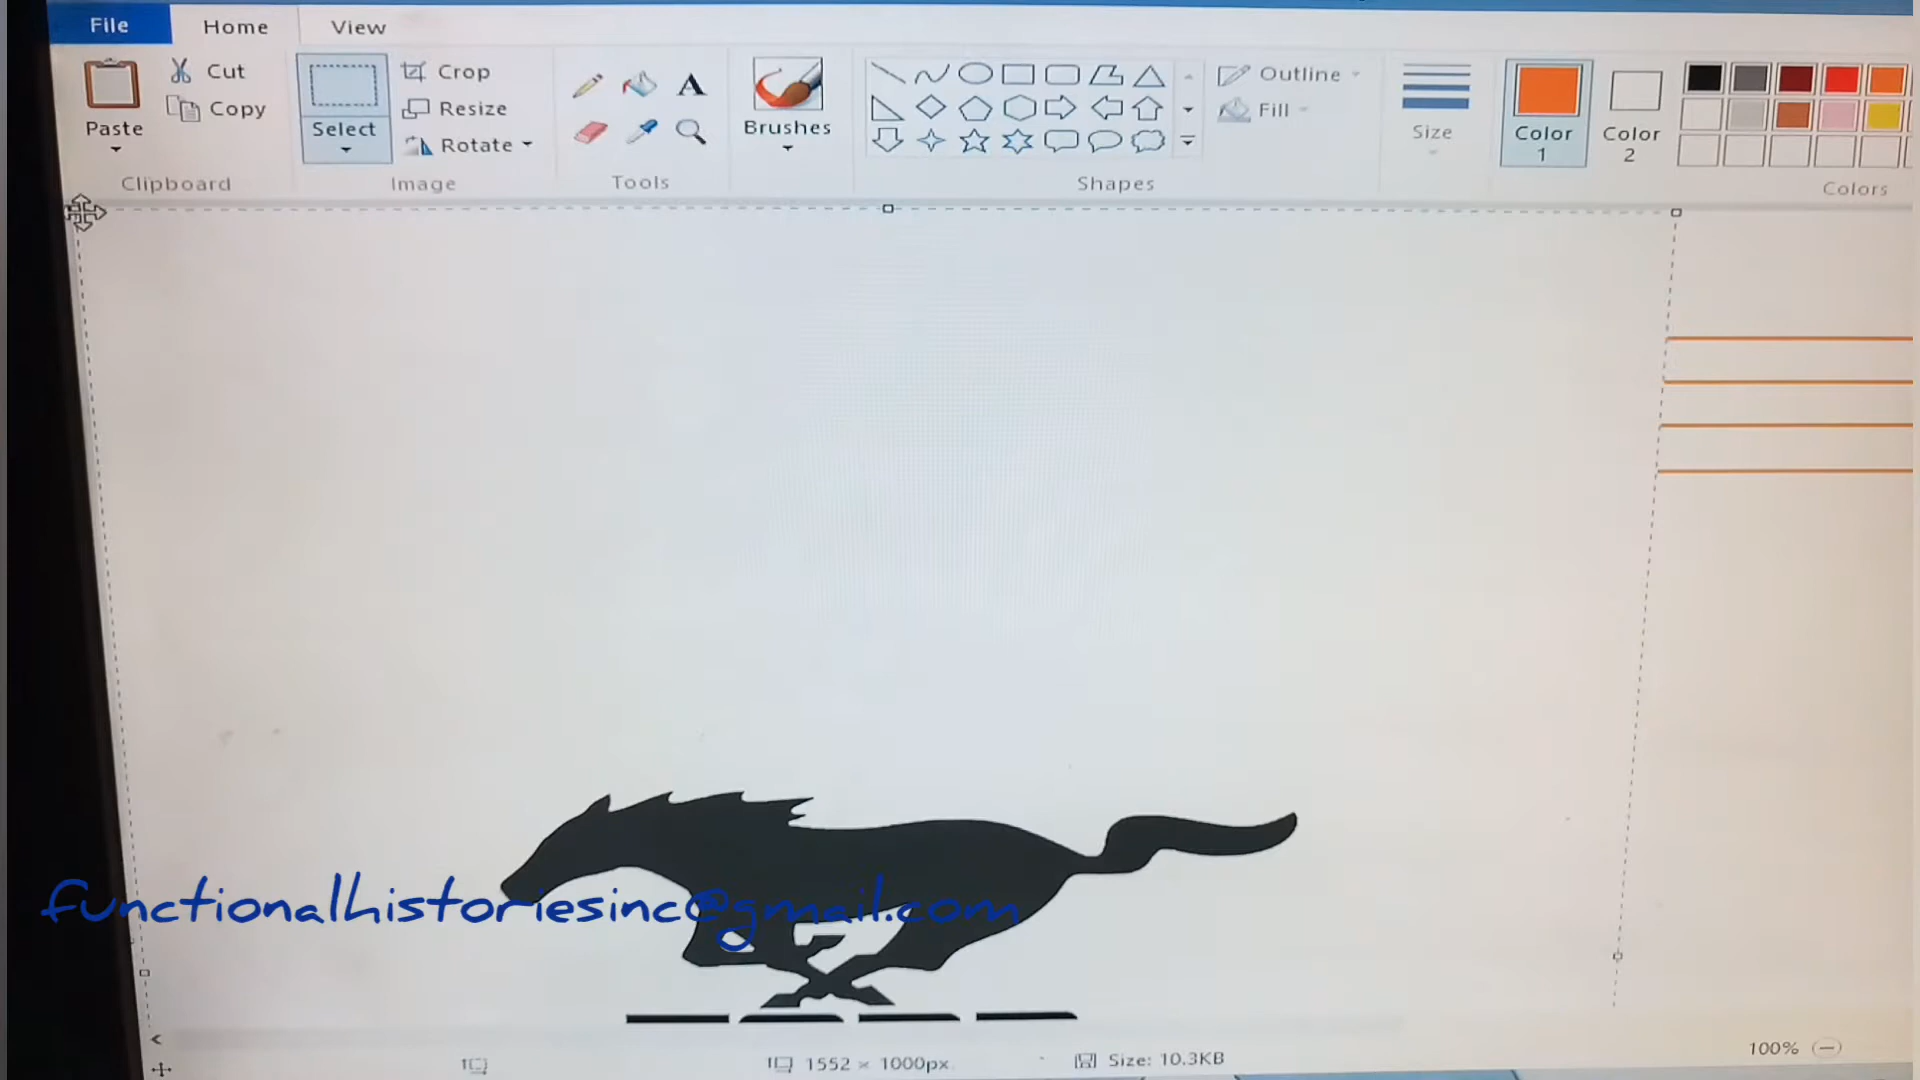 File Home View
Cut
Copy
Paste
Clipboard
Select
Crop
Resize
Rotate
Image
Tools
Brushes
Shapes
Outline
Fill
Size
Color 1
Color 2
Colors
functionalhistoriesinc@gmail.com
1552 × 1000px
Size: 10.3KB
100%